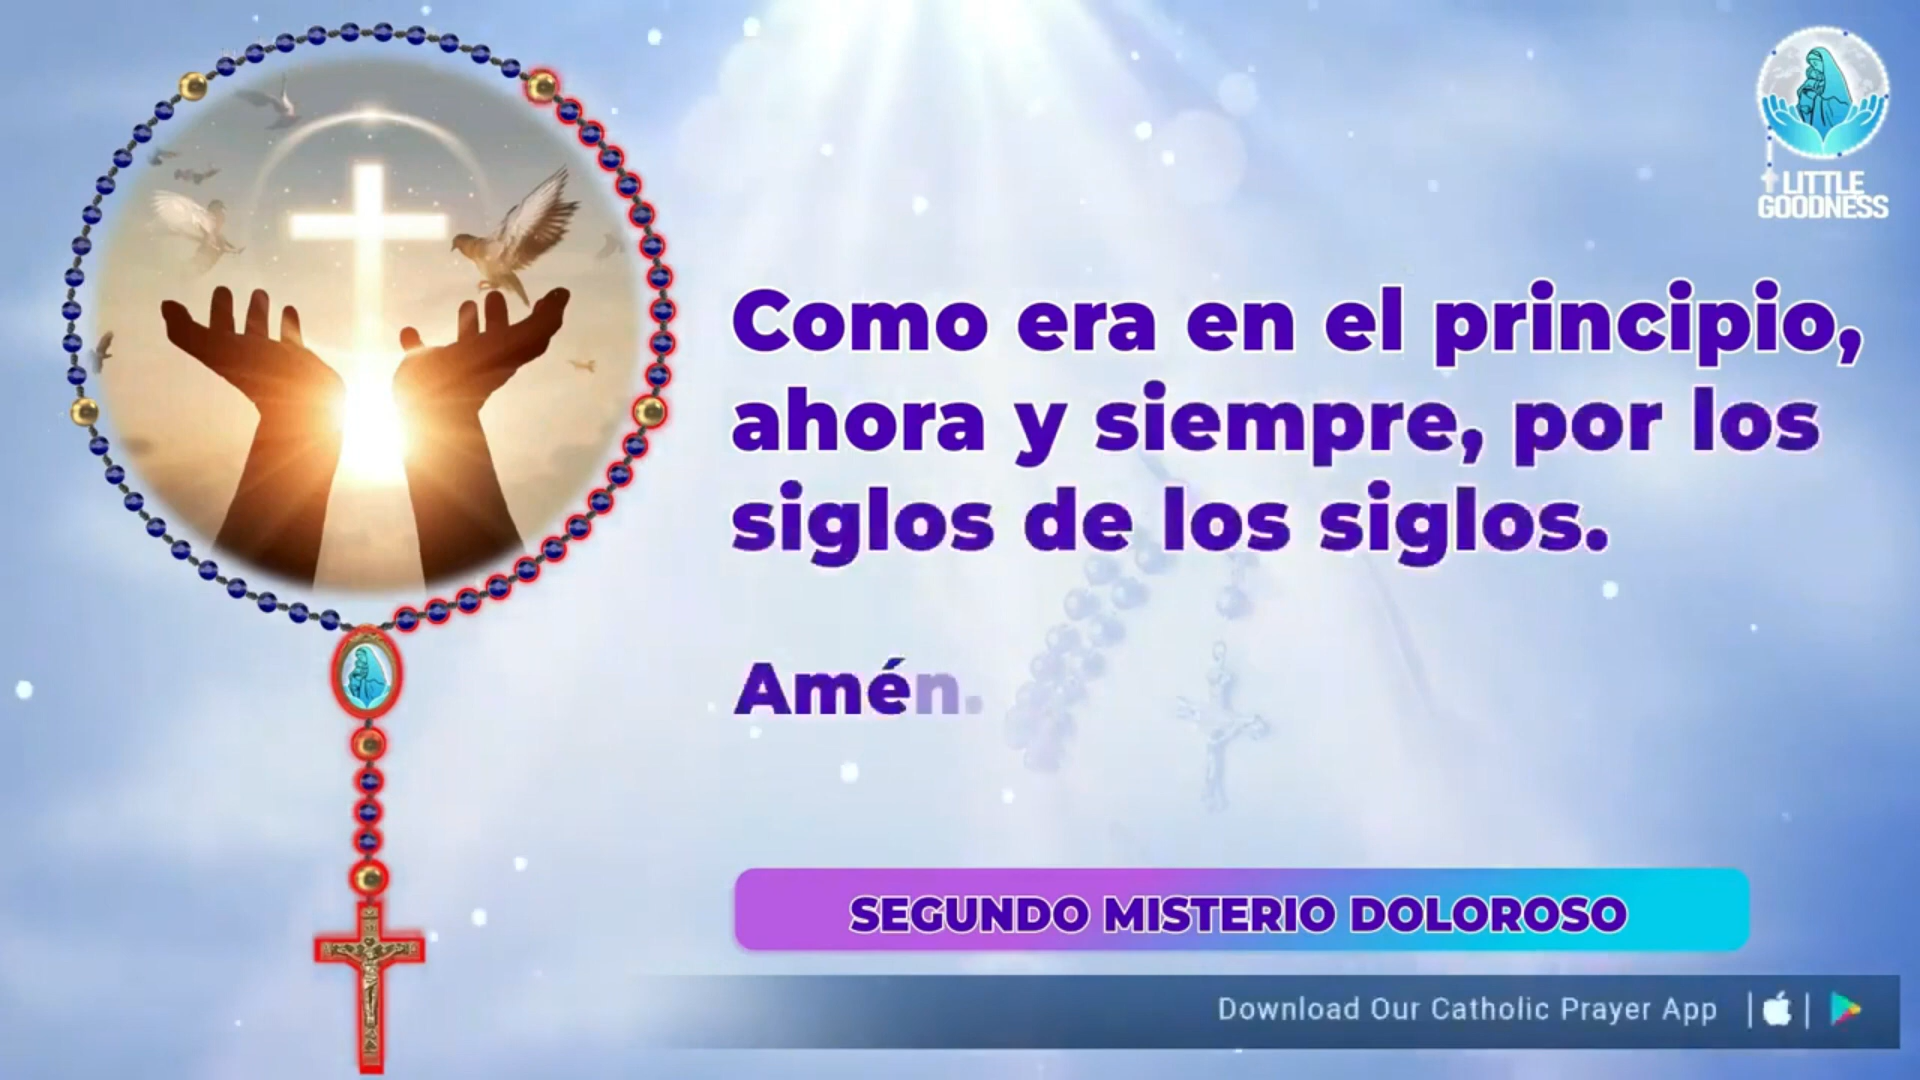 LITTLE
GOODNESS
Como era en el principio,
ahora y siempre, por los
siglos de los siglos.
Amén.
SEGUNDO MISTERIO DOLOROSO
Download Our Catholic Prayer App